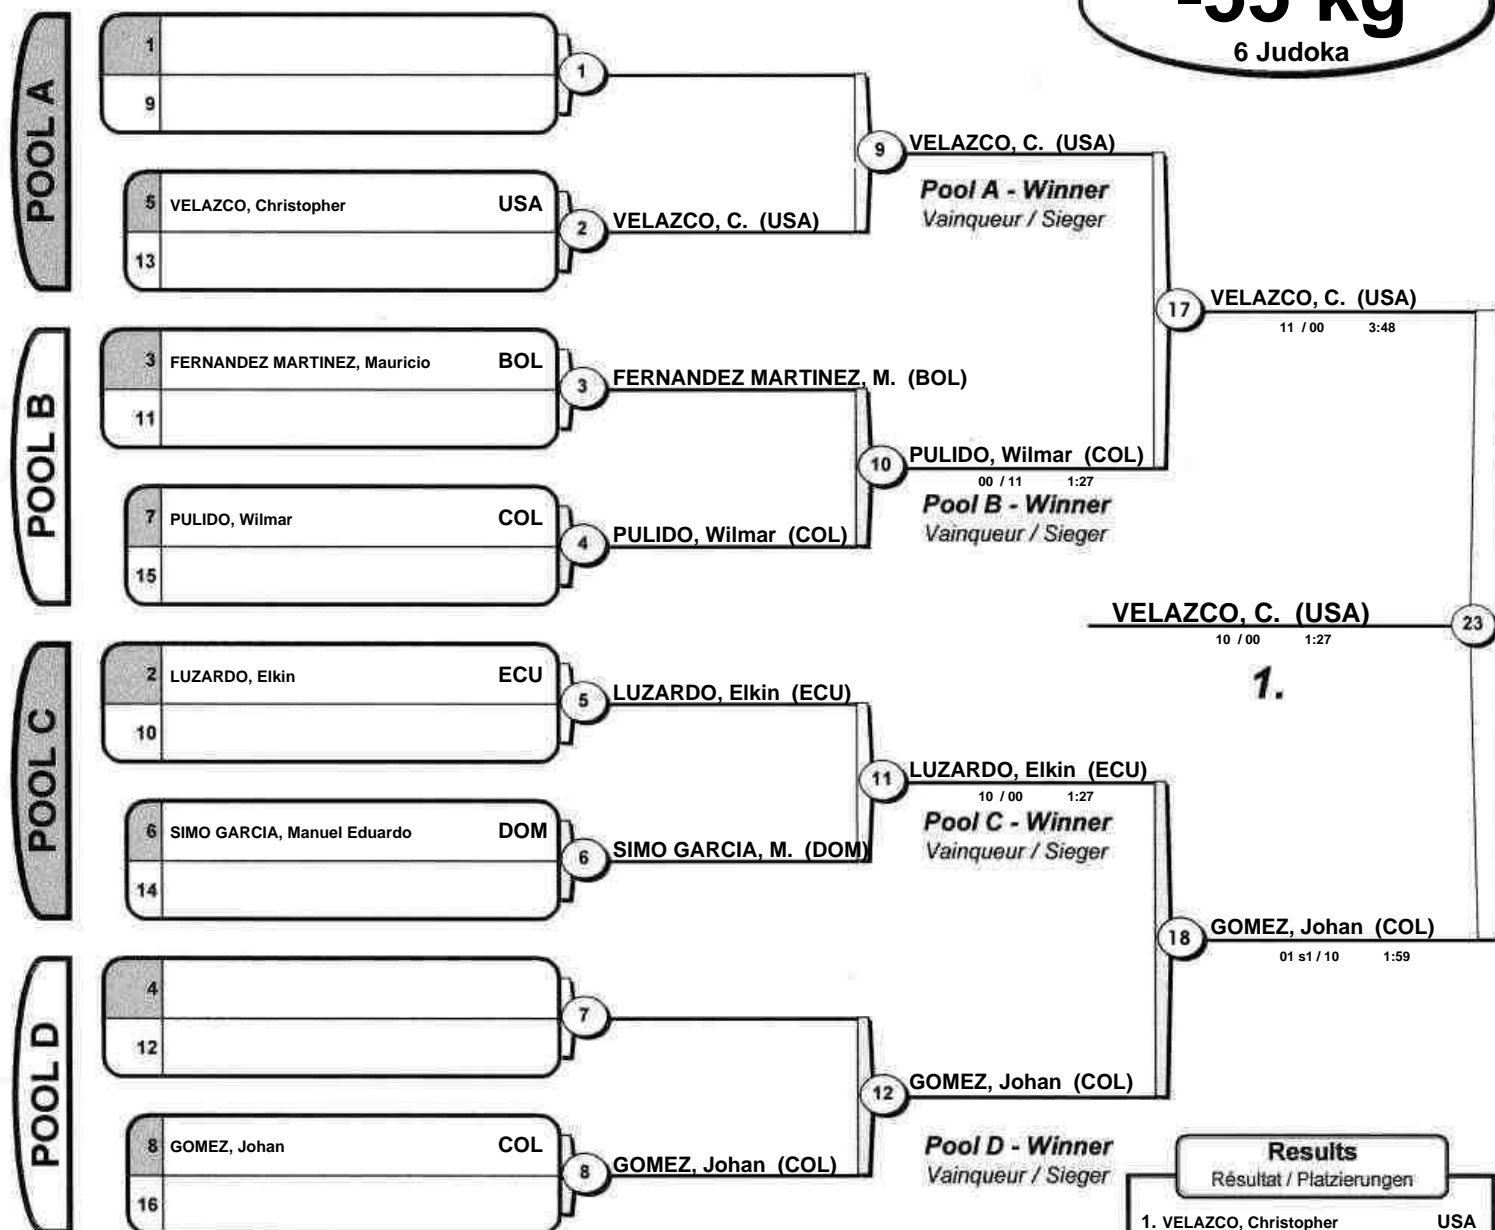 -55 kg
6 Judoka
POOL A
1
9
1
5 VELAZCO, Christopher USA
13
2 VELAZCO, C. (USA)
9 VELAZCO, C. (USA)
Pool A - Winner
Vainqueur / Sieger
17 VELAZCO, C. (USA)
11 / 00 3:48
POOL B
3 FERNANDEZ MARTINEZ, Mauricio BOL
11
3 FERNANDEZ MARTINEZ, M. (BOL)
7 PULIDO, Wilmar COL
15
4 PULIDO, Wilmar (COL)
10 PULIDO, Wilmar (COL)
00 / 11 1:27
Pool B - Winner
Vainqueur / Sieger
VELAZCO, C. (USA) 23
10 / 00 1:27
1.
POOL C
2 LUZARDO, Elkin ECU
10
5 LUZARDO, Elkin (ECU)
6 SIMO GARCIA, Manuel Eduardo DOM
14
6 SIMO GARCIA, M. (DOM)
11 LUZARDO, Elkin (ECU)
10 / 00 1:27
Pool C - Winner
Vainqueur / Sieger
18 GOMEZ, Johan (COL)
01 s1 / 10 1:59
POOL D
4
12
7
8 GOMEZ, Johan COL
16
8 GOMEZ, Johan (COL)
12 GOMEZ, Johan (COL)
Pool D - Winner
Vainqueur / Sieger
Results
Résultat / Platzierungen
1. VELAZCO, Christopher USA